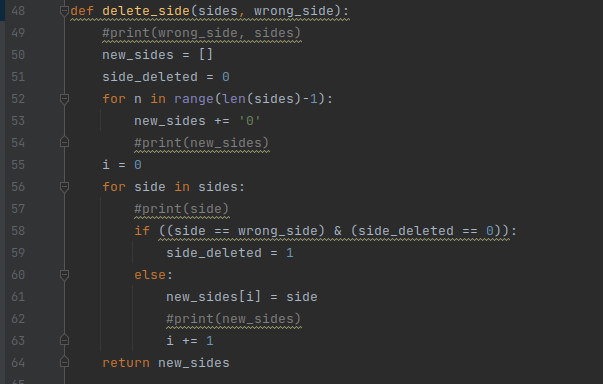 48 def delete_side(sides, wrong_side):
49     #print(wrong_side, sides)
50     new_sides = []
51     side_deleted = 0
52     for n in range(len(sides)-1):
53         new_sides += '0'
54         #print(new_sides)
55     i = 0
56     for side in sides:
57         #print(side)
58         if ((side == wrong_side) & (side_deleted == 0)):
59             side_deleted = 1
60         else:
61             new_sides[i] = side
62             #print(new_sides)
63             i += 1
64     return new_sides